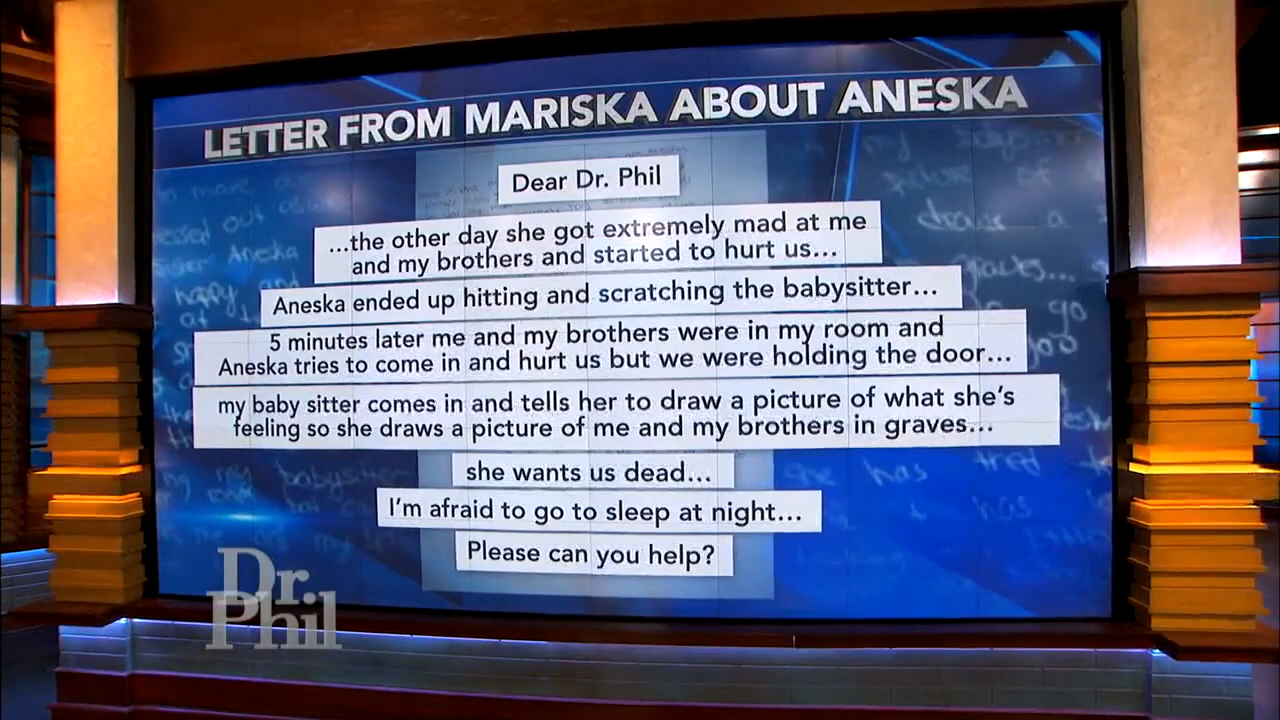 LETTER FROM MARISKA ABOUT ANESKA
Dear Dr. Phil
...the other day she got extremely mad at me
and my brothers and started to hurt us...
Aneska ended up hitting and scratching the babysitter...
5 minutes later me and my brothers were in my room and
Aneska tries to come in and hurt us but we were holding the door...
my baby sitter comes in and tells her to draw a picture of what she's
feeling so she draws a picture of me and my brothers in graves...
she wants us dead...
I'm afraid to go to sleep at night...
Please can you help?
Dr.
Phil